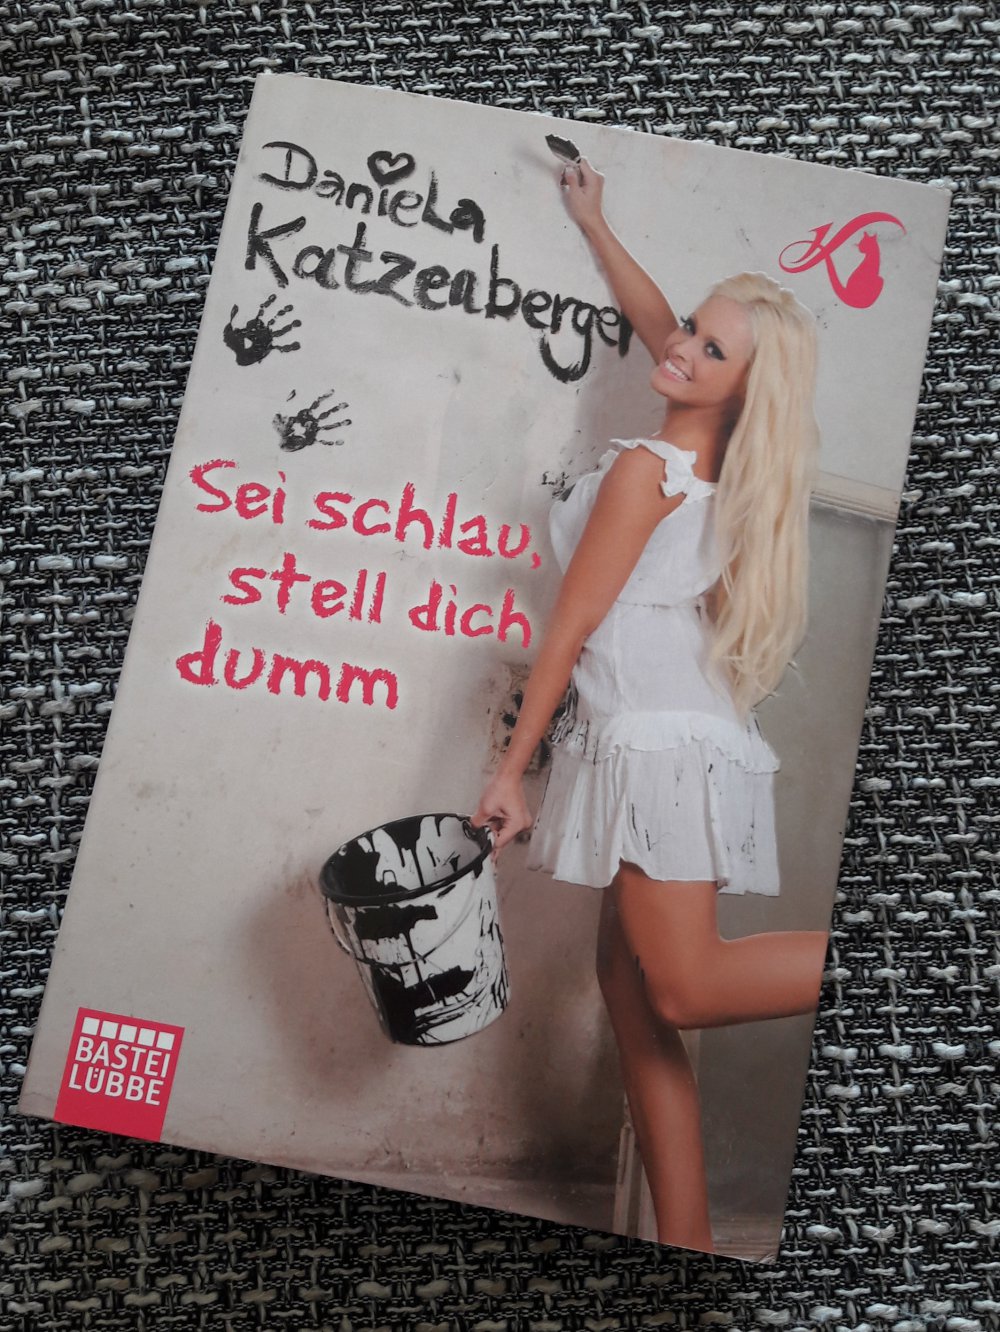 Daniela
Katzenberger
Sei schlau,
stell dich
dumm
BASTEI
LÜBBE